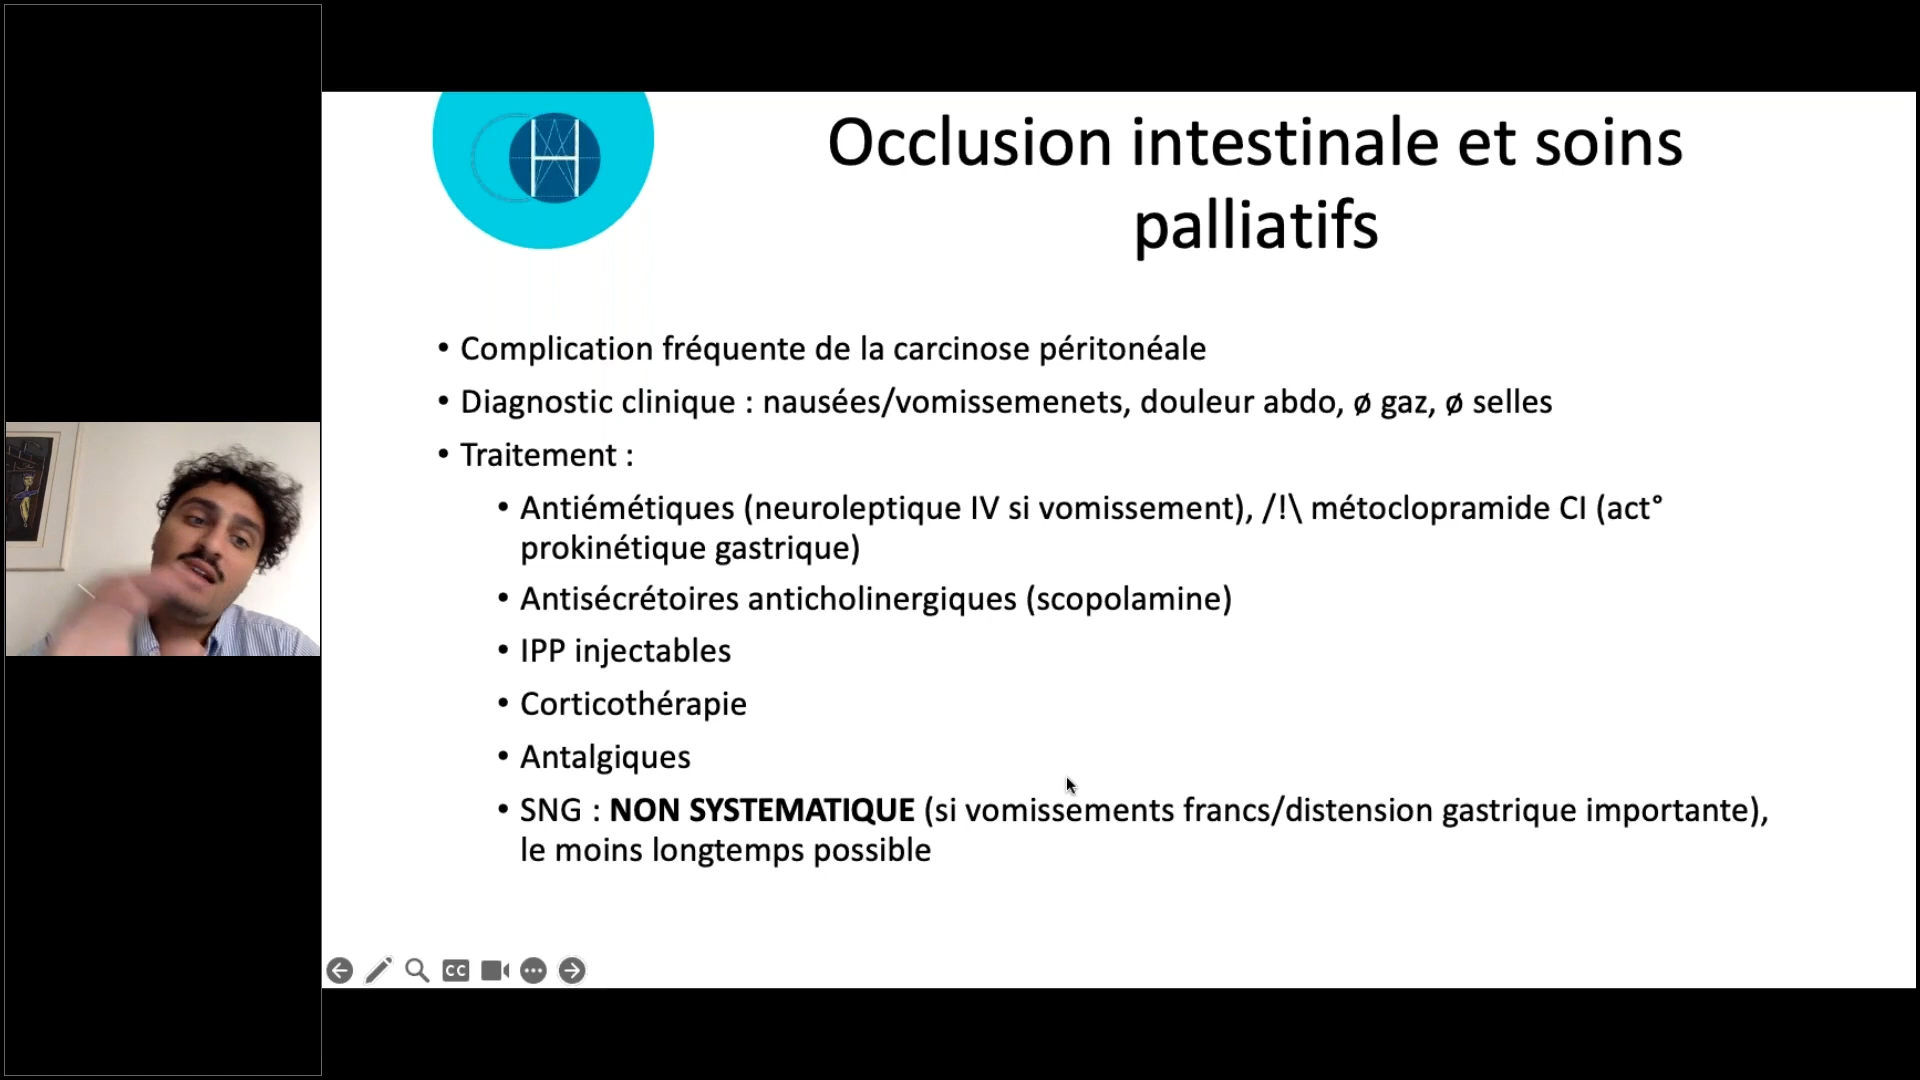 CH
Occlusion intestinale et soins
palliatifs
• Complication fréquente de la carcinose péritonéale
• Diagnostic clinique : nausées/vomissemenets, douleur abdo, ø gaz, ø selles
• Traitement :
• Antiémétiques (neuroleptique IV si vomissement), /!\ métoclopramide CI (act°
prokinétique gastrique)
• Antisécrétoires anticholinergiques (scopolamine)
• IPP injectables
• Corticothérapie
• Antalgiques
• SNG : NON SYSTEMATIQUE (si vomissements francs/distension gastrique importante),
le moins longtemps possible
CC